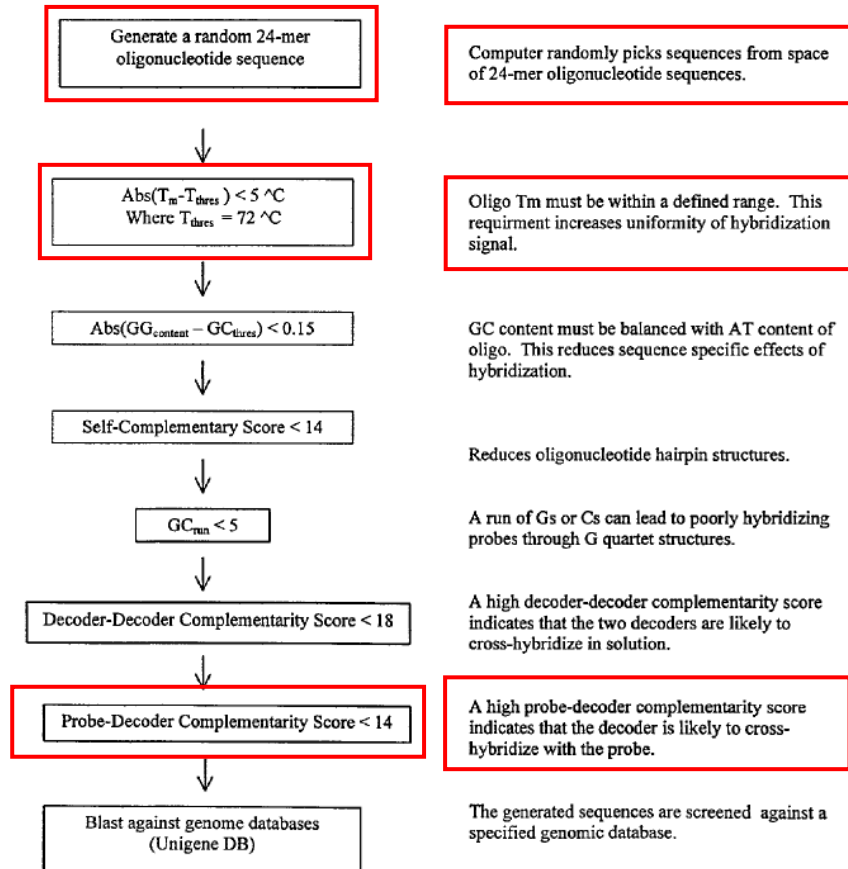 Generate a random 24-mer
oligonucleotide sequence
Computer randomly picks sequences from space
of 24-mer oligonucleotide sequences.
Abs(Tm-Tthres) < 5 ^C
Where Tthres = 72 ^C
Oligo Tm must be within a defined range. This
requirment increases uniformity of hybridization
signal.
Abs(GGcontent – GCthres) < 0.15
GC content must be balanced with AT content of
oligo. This reduces sequence specific effects of
hybridization.
Self-Complementary Score < 14
Reduces oligonucleotide hairpin structures.
GCrun < 5
A run of Gs or Cs can lead to poorly hybridizing
probes through G quartet structures.
Decoder-Decoder Complementarity Score < 18
A high decoder-decoder complementarity score
indicates that the two decoders are likely to
cross-hybridize in solution.
Probe-Decoder Complementarity Score < 14
A high probe-decoder complementarity score
indicates that the decoder is likely to cross-
hybridize with the probe.
Blast against genome databases
(Unigene DB)
The generated sequences are screened against a
specified genomic database.